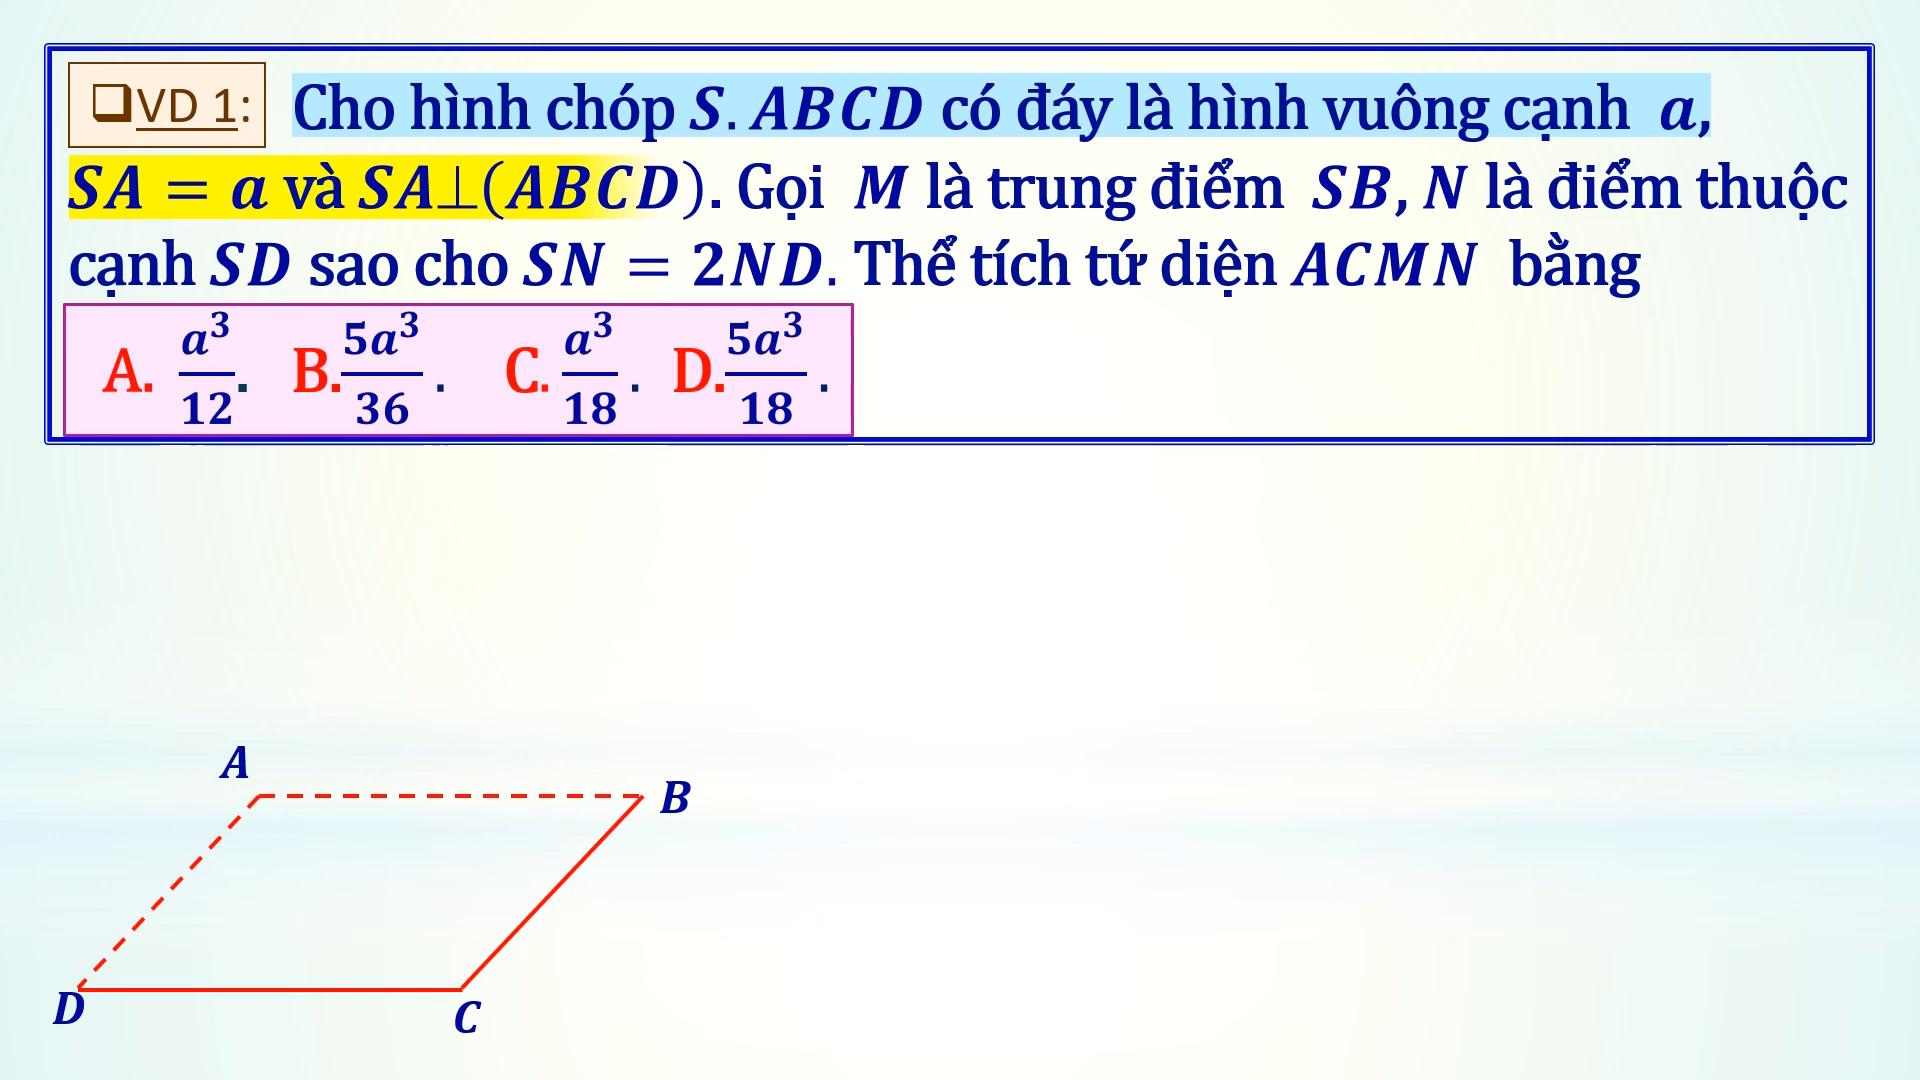 ❑VD 1: Cho hình chóp S. ABCD có đáy là hình vuông cạnh a,
SA = a và SA⊥(ABCD). Gọi M là trung điểm SB, N là điểm thuộc
cạnh SD sao cho SN = 2ND. Thể tích tứ diện ACMN bằng
A. a³/12. B. 5a³/36 . C. a³/18 . D. 5a³/18 .
A
B
D
C